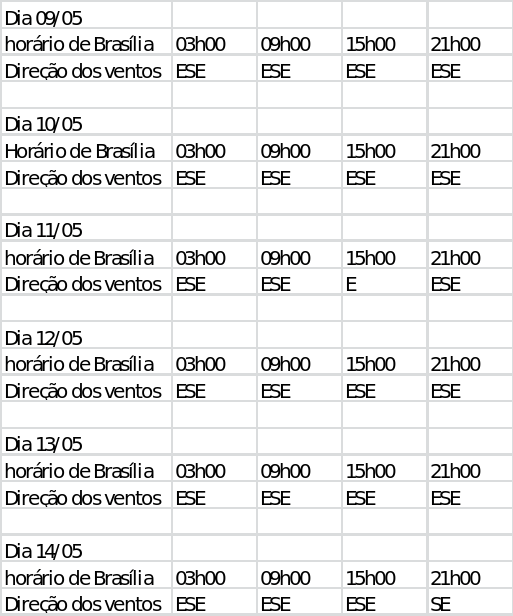 Dia 09/05
horário de Brasília 03h00 09h00 15h00 21h00
Direção dos ventos ESE ESE ESE ESE
Dia 10/05
Horário de Brasília 03h00 09h00 15h00 21h00
Direção dos ventos ESE ESE ESE ESE
Dia 11/05
horário de Brasília 03h00 09h00 15h00 21h00
Direção dos ventos ESE ESE E ESE
Dia 12/05
horário de Brasília 03h00 09h00 15h00 21h00
Direção dos ventos ESE ESE ESE ESE
Dia 13/05
horário de Brasília 03h00 09h00 15h00 21h00
Direção dos ventos ESE ESE ESE ESE
Dia 14/05
horário de Brasília 03h00 09h00 15h00 21h00
Direção dos ventos ESE ESE ESE SE